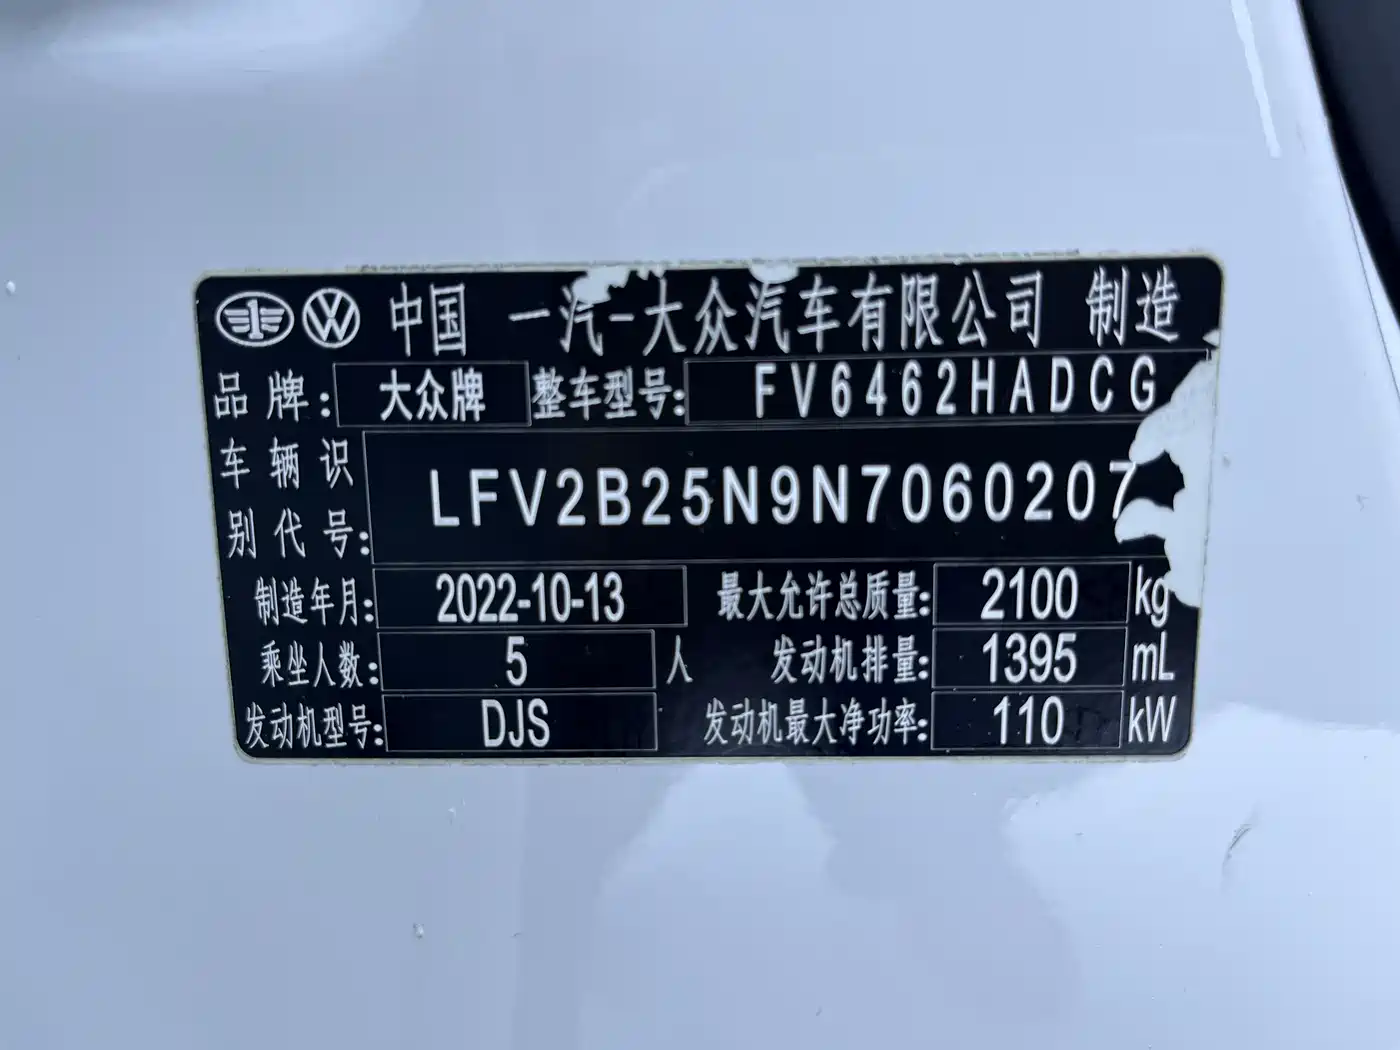 中国 一汽-大众汽车有限公司 制造
品牌: 大众牌 整车型号: FV6462HADCG
车辆识别代号: LFV2B25N9N7060207
制造年月: 2022-10-13 最大允许总质量: 2100 kg
乘坐人数: 5 人 发动机排量: 1395 mL
发动机型号: DJS 发动机最大净功率: 110 kW